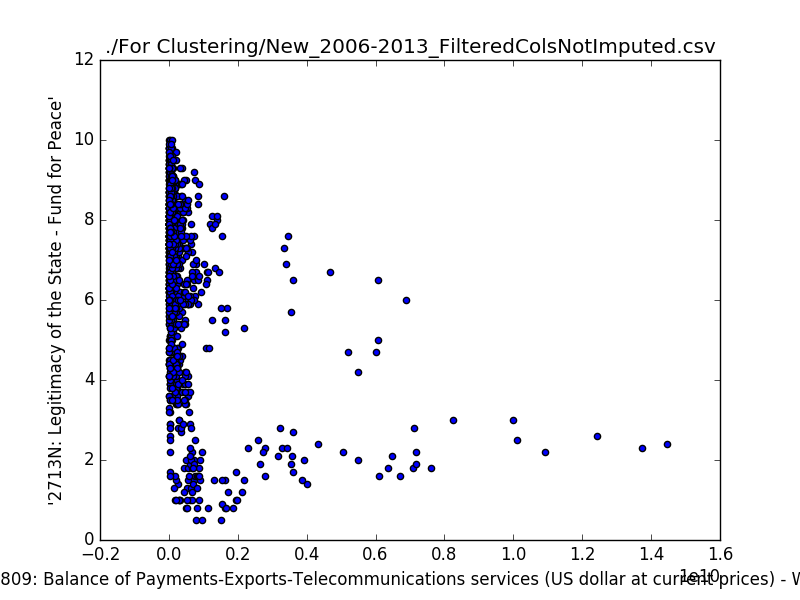 ./For Clustering/New_2006-2013_FilteredColsNotImputed.csv
'2713N: Legitimacy of the State - Fund for Peace'
12
10
8
6
4
2
0
−0.2 0.0 0.2 0.4 0.6 0.8 1.0 1.2 1.4 1.6
1e10
809: Balance of Payments-Exports-Telecommunications services (US dollar at current prices) - W